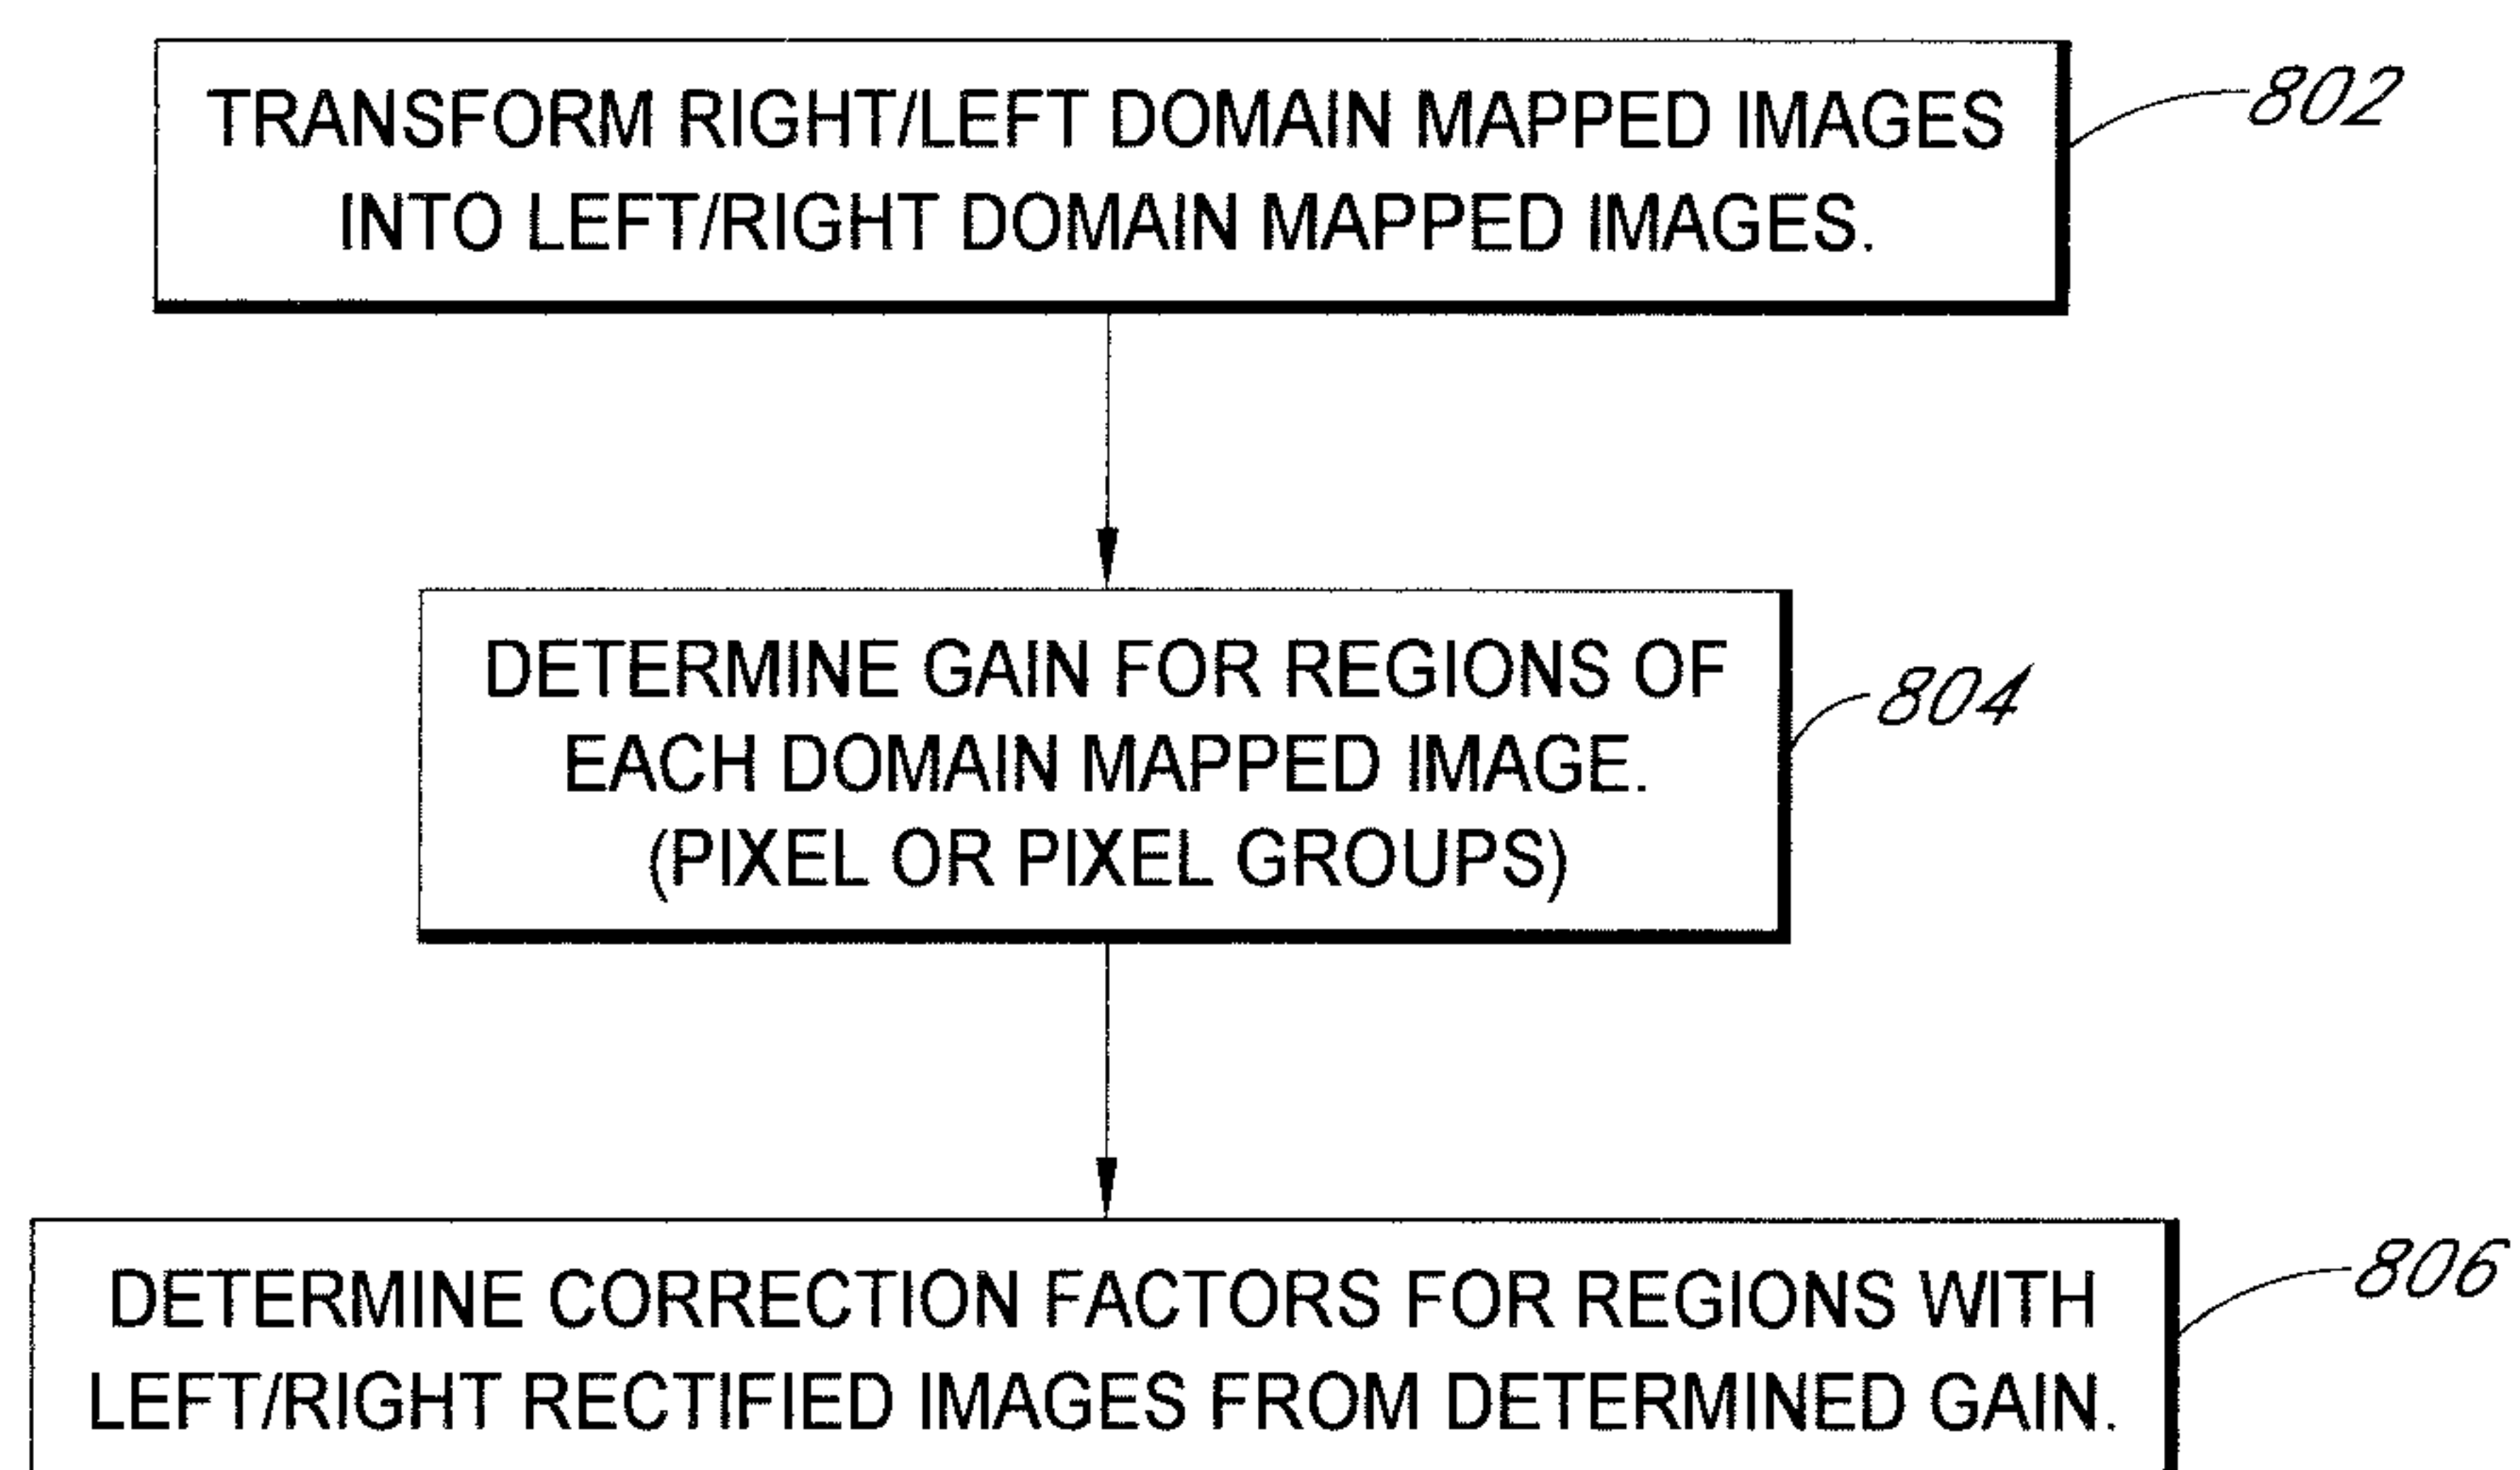 TRANSFORM RIGHT/LEFT DOMAIN MAPPED IMAGES
INTO LEFT/RIGHT DOMAIN MAPPED IMAGES.
802
DETERMINE GAIN FOR REGIONS OF
EACH DOMAIN MAPPED IMAGE.
(PIXEL OR PIXEL GROUPS)
804
DETERMINE CORRECTION FACTORS FOR REGIONS WITH
LEFT/RIGHT RECTIFIED IMAGES FROM DETERMINED GAIN.
806